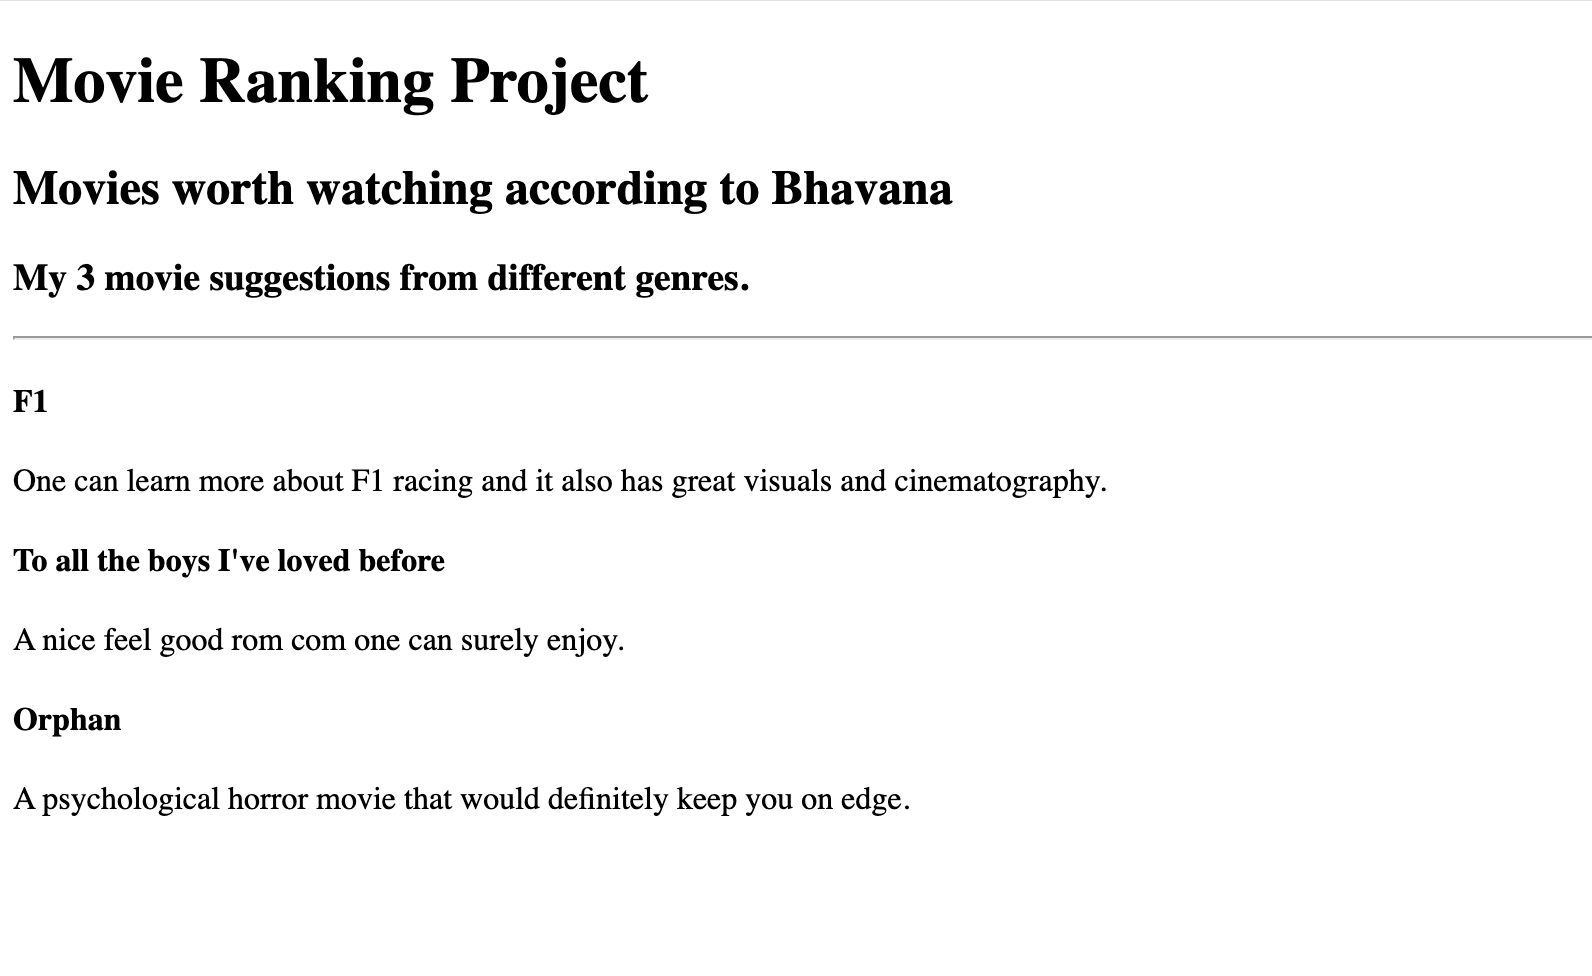 Movie Ranking Project
Movies worth watching according to Bhavana
My 3 movie suggestions from different genres.
F1
One can learn more about F1 racing and it also has great visuals and cinematography.
To all the boys I've loved before
A nice feel good rom com one can surely enjoy.
Orphan
A psychological horror movie that would definitely keep you on edge.